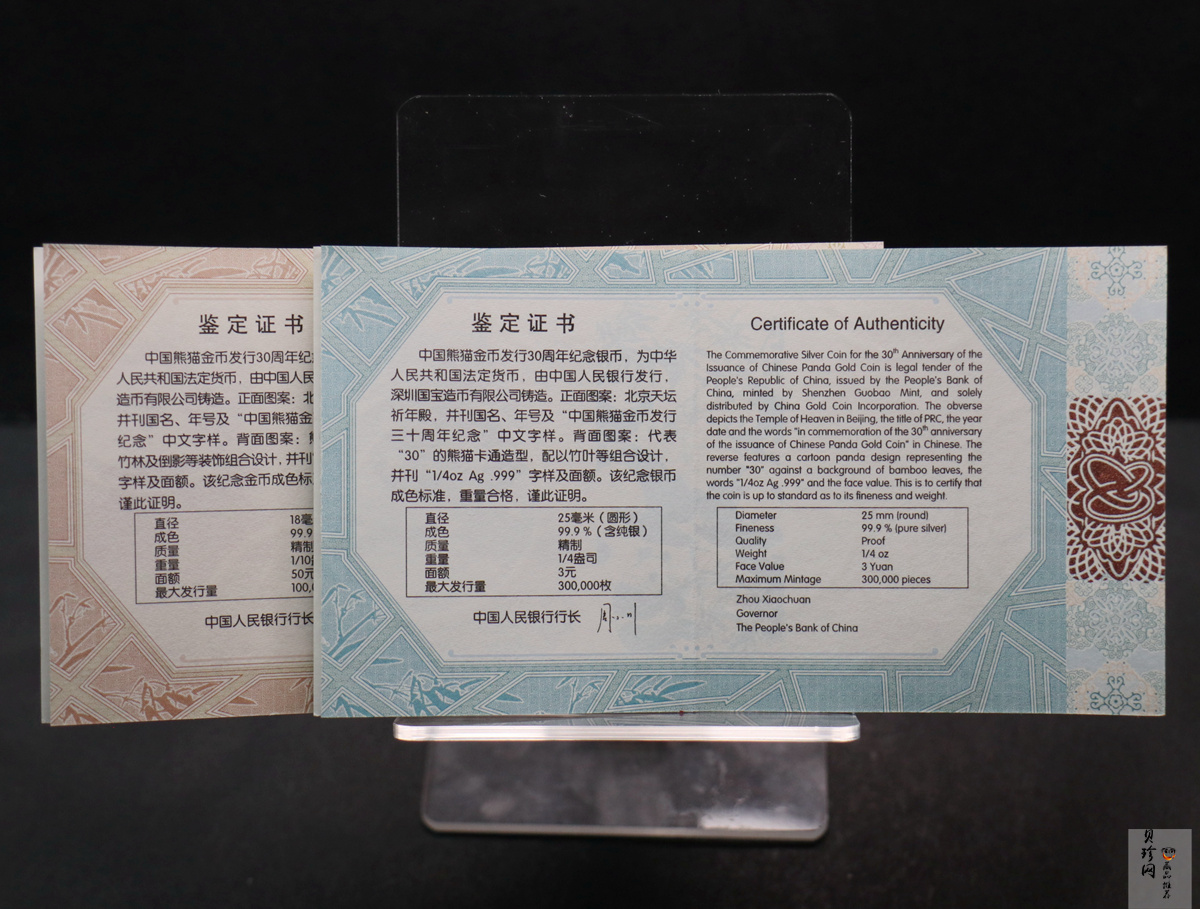 鉴定证书
中国熊猫金币发行30周年纪念
人民共和国法定货币，由中国人民
造币有限公司铸造。正面图案：北
并刊国名、年号及“中国熊猫金
纪念”中文字样。背面图案：
竹林及倒影等装饰组合设计，并刊
字样及面额。该纪念金币成色标
谨此证明。
直径 18毫
成色 99.9
质量 精制
重量 1/10
面额 50元
最大发行量 100,
中国人民银行行长
鉴定证书
中国熊猫金币发行30周年纪念银币，为中华
人民共和国法定货币，由中国人民银行发行，
深圳国宝造币有限公司铸造。正面图案：北京天坛
祈年殿，并刊国名、年号及“中国熊猫金币发行
三十周年纪念”中文字样。背面图案：代表
“30”的熊猫卡通造型，配以竹叶等组合设计，
并刊“1/4oz Ag .999”字样及面额。该纪念银币
成色标准，重量合格，谨此证明。
直径 25毫米（圆形）
成色 99.9%（含纯银）
质量 精制
重量 1/4盎司
面额 3元
最大发行量 300,000枚
中国人民银行行长
Certificate of Authenticity
The Commemorative Silver Coin for the 30th Anniversary of the
Issuance of Chinese Panda Gold Coin is legal tender of the
People's Republic of China, issued by the People's Bank of
China, minted by Shenzhen Guobao Mint, and solely
distributed by China Gold Coin Incorporation. The obverse
depicts the Temple of Heaven in Beijing, the title of PRC, the year
date and the words "in commemoration of the 30th anniversary
of the issuance of Chinese Panda Gold Coin" in Chinese. The
reverse features a cartoon panda design representing the
number "30" against a background of bamboo leaves, the
words "1/4oz Ag .999" and the face value. This is to certify that
the coin is up to standard as to its fineness and weight.
Diameter 25 mm (round)
Fineness 99.9 % (pure silver)
Quality Proof
Weight 1/4 oz
Face Value 3 Yuan
Maximum Mintage 300,000 pieces
Zhou Xiaochuan
Governor
The People's Bank of China
贝珍网